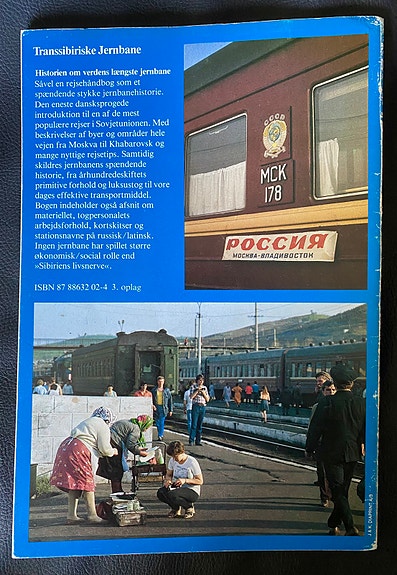 Transsibiriske Jernbane
Historien om verdens længste jernbane
Såvel en rejsehåndbog som et
spændende stykke jernbanehistorie.
Den eneste dansksprogede
introduktion til en af de mest
populære rejser i Sovjetunionen. Med
beskrivelser af byer og områder hele
vejen fra Moskva til Khabarovsk og
mange nyttige rejsetips. Samtidig
skildres jernbanens spændende
historie, fra århundredeskiftets
primitive forhold og luksustog til vore
dages effektive transportmiddel.
Bogen indeholder også afsnit om
materiellet, togpersonalets
arbejdsforhold, kortskitser og
stationsnavne på russisk/latinsk.
Ingen jernbane har spillet større
økonomisk/social rolle end
»Sibiriens livsnerve«.
ISBN 87 88632 02-4 3. oplag
СССР
МСК
178
РОССИЯ
МОСКВА-ВЛАДИВОСТОК
J & K. DIAPRINT A/S